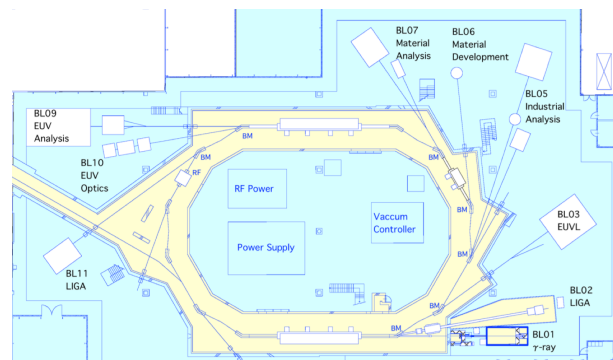 BL07
Material
Analysis
BL06
Material
Development
BL05
Industrial
Analysis
BL09
EUV
Analysis
BL10
EUV
Optics
BM
BM
BM
RF
RF Power
Vaccum
Controller
Power Supply
BM
BM
BM
BM
BM
BL03
EUVL
BL11
LIGA
BL02
LIGA
BL01
γ-ray